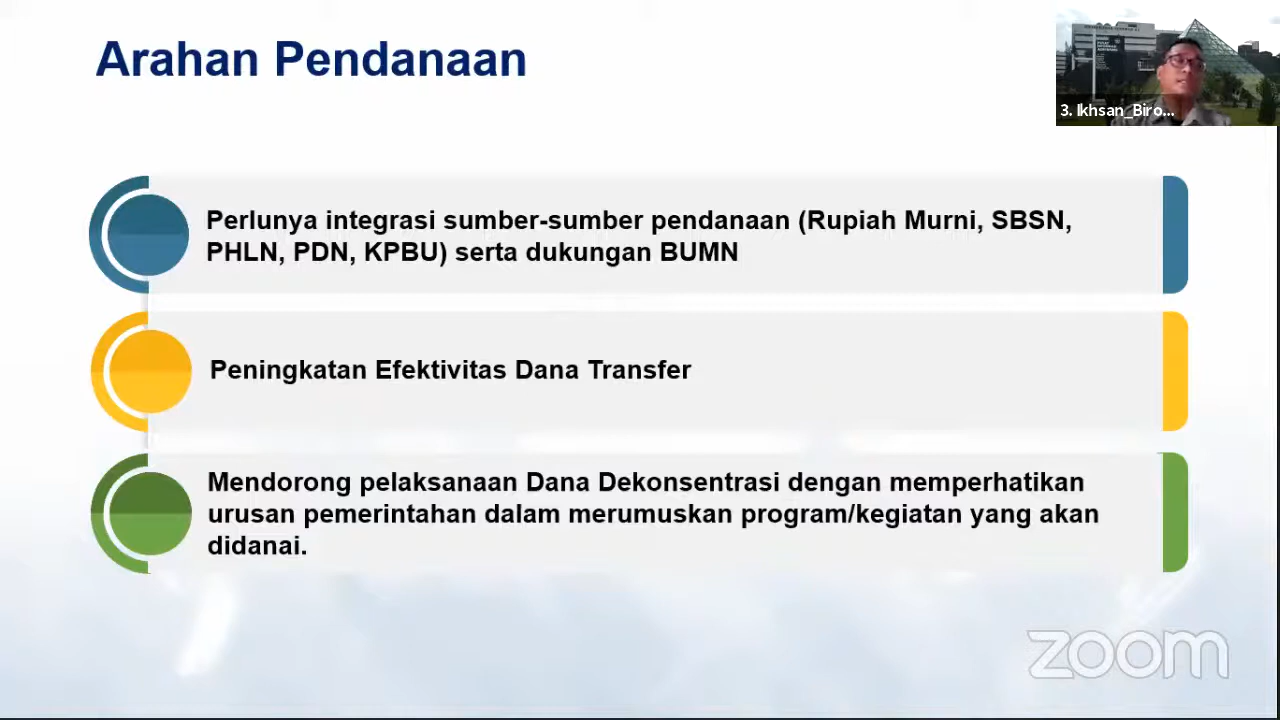 Arahan Pendanaan
3. Ikhsan_Biro...
Perlunya integrasi sumber-sumber pendanaan (Rupiah Murni, SBSN,
PHLN, PDN, KPBU) serta dukungan BUMN
Peningkatan Efektivitas Dana Transfer
Mendorong pelaksanaan Dana Dekonsentrasi dengan memperhatikan
urusan pemerintahan dalam merumuskan program/kegiatan yang akan
didanai.
zoom